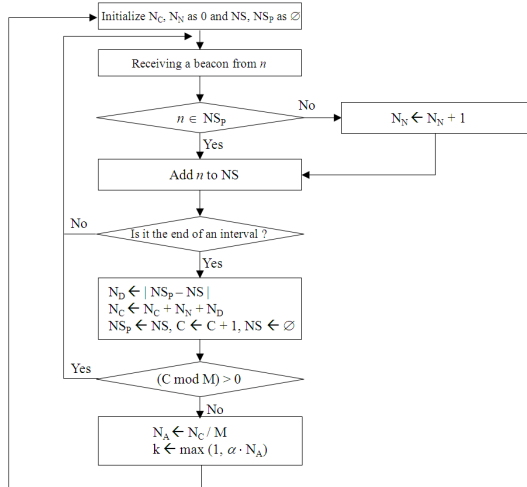 Initialize N_C, N_N as 0 and NS, NS_P as ∅
Receiving a beacon from n
n ∈ NS_P
No
N_N ← N_N + 1
Yes
Add n to NS
No
Is it the end of an interval ?
Yes
N_D ← | NS_P – NS |
N_C ← N_C + N_N + N_D
NS_P ← NS, C ← C + 1, NS ← ∅
Yes
(C mod M) > 0
No
N_A ← N_C / M
k ← max (1, α · N_A)